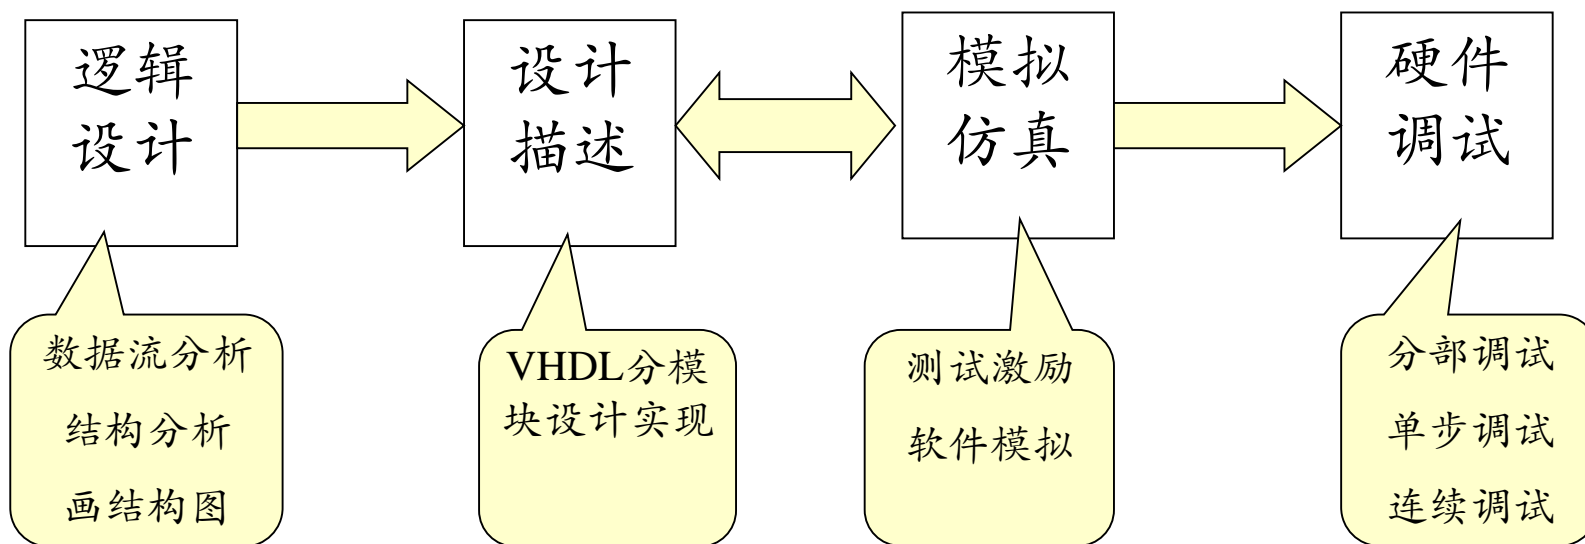 逻辑
设计
设计
描述
模拟
仿真
硬件
调试
数据流分析
结构分析
画结构图
VHDL分模
块设计实现
测试激励
软件模拟
分部调试
单步调试
连续调试